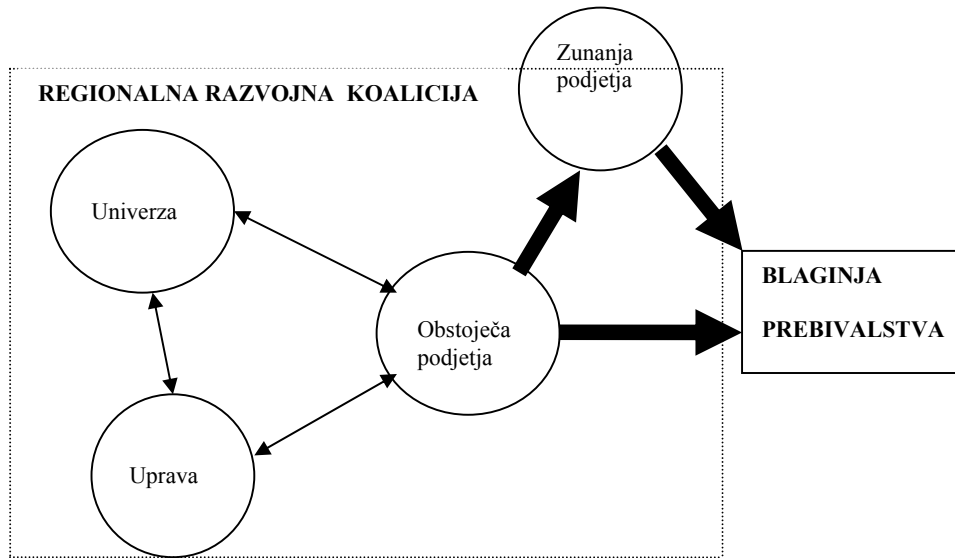 Zunanja
podjetja
REGIONALNA RAZVOJNA KOALICIJA
Univerza
BLAGINJA
PREBIVALSTVA
Obstoječa
podjetja
Uprava